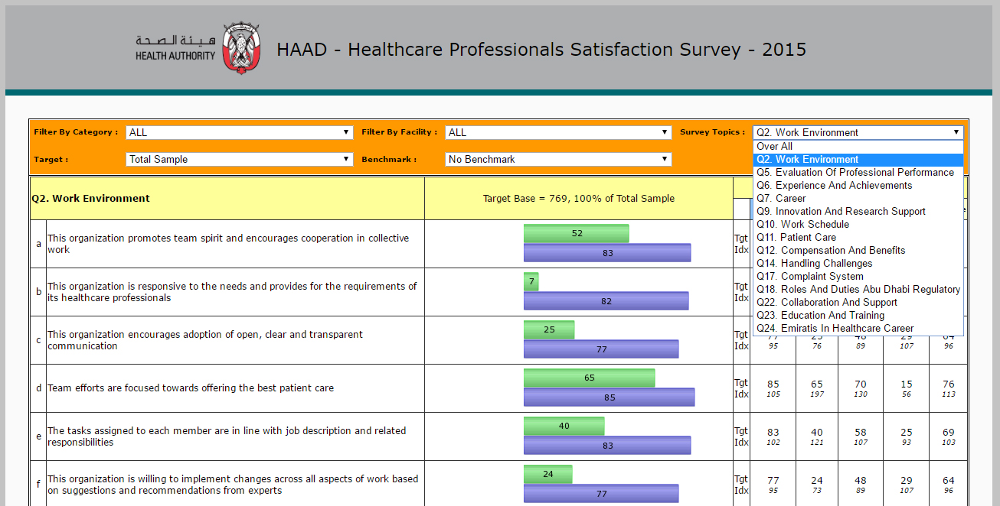 هيئة الصحة
HEALTH AUTHORITY
HAAD - Healthcare Professionals Satisfaction Survey - 2015
Filter By Category : ALL Filter By Facility : ALL Survey Topics : Q2. Work Environment
Over All
Target : Total Sample Benchmark : No Benchmark
Q2. Work Environment
Q5. Evaluation Of Professional Performance
Q6. Experience And Achievements
Q7. Career
Q9. Innovation And Research Support
Q10. Work Schedule
Q11. Patient Care
Q12. Compensation And Benefits
Q14. Handling Challenges
Q17. Complaint System
Q18. Roles And Duties Abu Dhabi Regulatory
Q22. Collaboration And Support
Q23. Education And Training
Q24. Emiratis In Healthcare Career
Q2. Work Environment Target Base = 769, 100% of Total Sample
a This organization promotes team spirit and encourages cooperation in collective
work
52
83
Tgt
Idx
b This organization is responsive to the needs and provides for the requirements of
its healthcare professionals
7
82
Tgt
Idx
c This organization encourages adoption of open, clear and transparent
communication
25
77
Tgt
Idx 95 76 89 107 96
d Team efforts are focused towards offering the best patient care
65
85
Tgt 85 65 70 15 76
Idx 105 197 130 56 113
e The tasks assigned to each member are in line with job description and related
responsibilities
40
83
Tgt 83 40 58 25 69
Idx 102 121 107 93 103
f This organization is willing to implement changes across all aspects of work based
on suggestions and recommendations from experts
24
77
Tgt 77 24 48 29 64
Idx 95 73 89 107 96